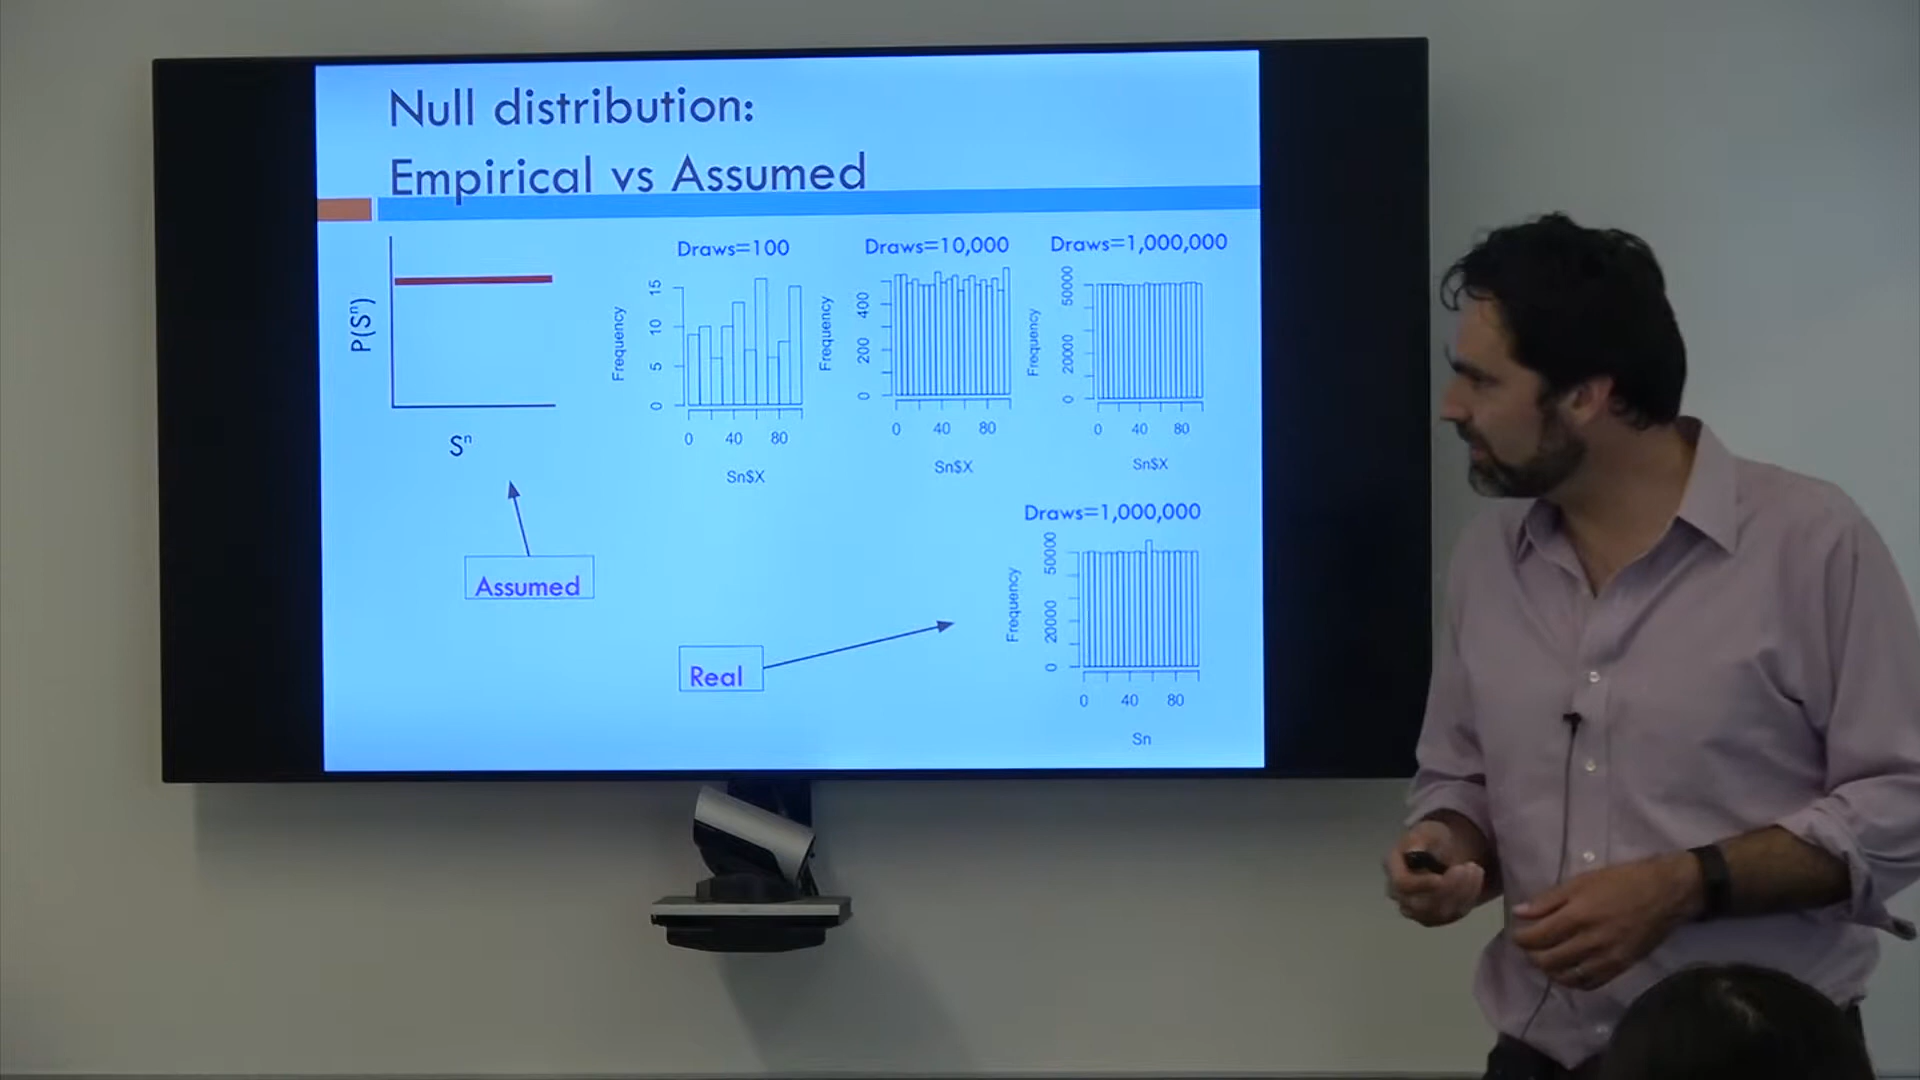 Null distribution:
Empirical vs Assumed
P(Sⁿ)
Sⁿ
Assumed
Draws=100
Frequency
15
10
5
0
0 40 80
Sn$X
Draws=10,000
Frequency
400
200
0
0 40 80
Sn$X
Draws=1,000,000
Frequency
50000
20000
0
0 40 80
Sn$X
Real
Draws=1,000,000
Frequency
50000
20000
0
0 40 80
Sn